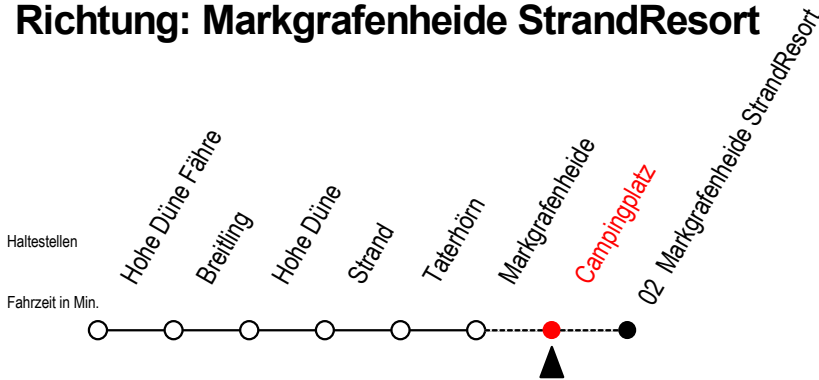 Richtung: Markgrafenheide StrandResort
Haltestellen
Hohe Düne Fähre
Breitling
Hohe Düne
Strand
Taterhörn
Markgrafenheide
Campingplatz
02 Markgrafenheide StrandResort
Fahrzeit in Min.